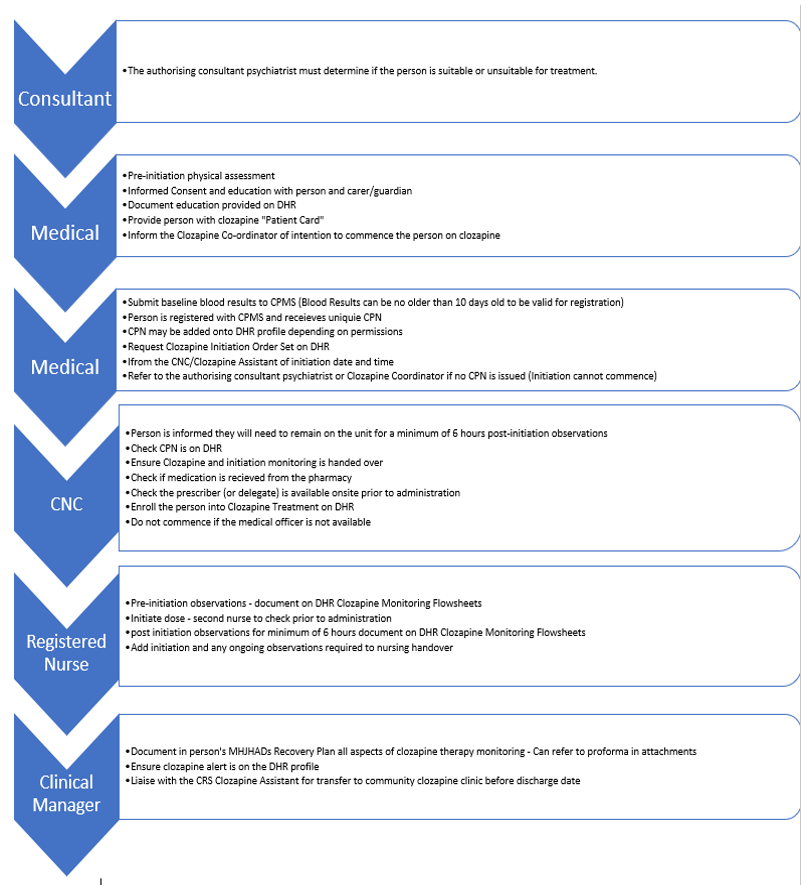 Consultant
•The authorising consultant psychiatrist must determine if the person is suitable or unsuitable for treatment.
Medical
•Pre-initiation physical assessment
•Informed Consent and education with person and carer/guardian
•Document education provided on DHR
•Provide person with clozapine "Patient Card"
•Inform the Clozapine Co-ordinator of intention to commence the person on clozapine
Medical
•Submit baseline blood results to CPMS (Blood Results can be no older than 10 days old to be valid for registration)
•Person is registered with CPMS and receieves uniquie CPN
•CPN may be added onto DHR profile depending on permissions
•Request Clozapine Initiation Order Set on DHR
•Ifrom the CNC/Clozapine Assistant of initiation date and time
•Refer to the authorising consultant psychiatrist or Clozapine Coordinator if no CPN is issued (Initiation cannot commence)
CNC
•Person is informed they will need to remain on the unit for a minimum of 6 hours post-initiation observations
•Check CPN is on DHR
•Ensure Clozapine and initiation monitoring is handed over
•Check if medication is recieved from the pharmacy
•Check the prescriber (or delegate) is available onsite prior to administration
•Enroll the person into Clozapine Treatment on DHR
•Do not commence if the medical officer is not available
Registered
Nurse
•Pre-initiation observations - document on DHR Clozapine Monitoring Flowsheets
•Initiate dose - second nurse to check prior to administration
•post initiation observations for minimum of 6 hours document on DHR Clozapine Monitoring Flowsheets
•Add initiation and any ongoing observations required to nursing handover
Clinical
Manager
•Document in person's MHJHADs Recovery Plan all aspects of clozapine therapy monitoring - Can refer to proforma in attachments
•Ensure clozapine alert is on the DHR profile
•Liaise with the CRS Clozapine Assistant for transfer to community clozapine clinic before discharge date